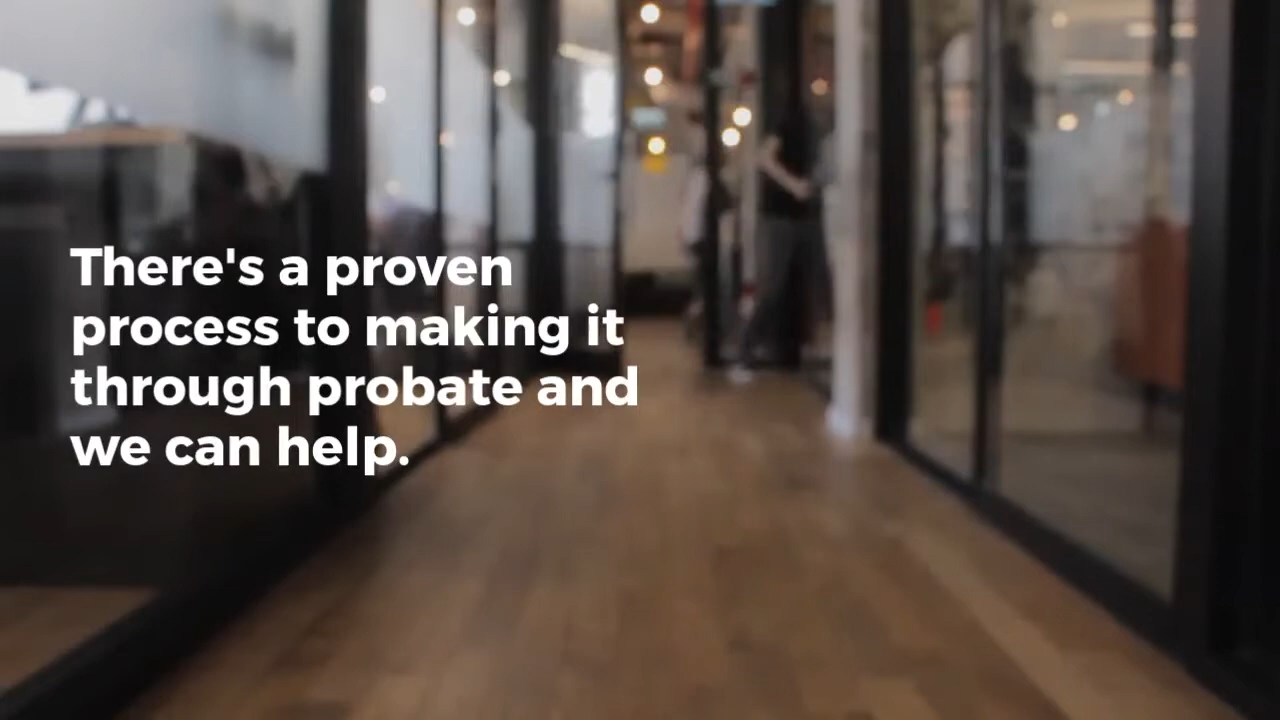 There's a proven
process to making it
through probate and
we can help.